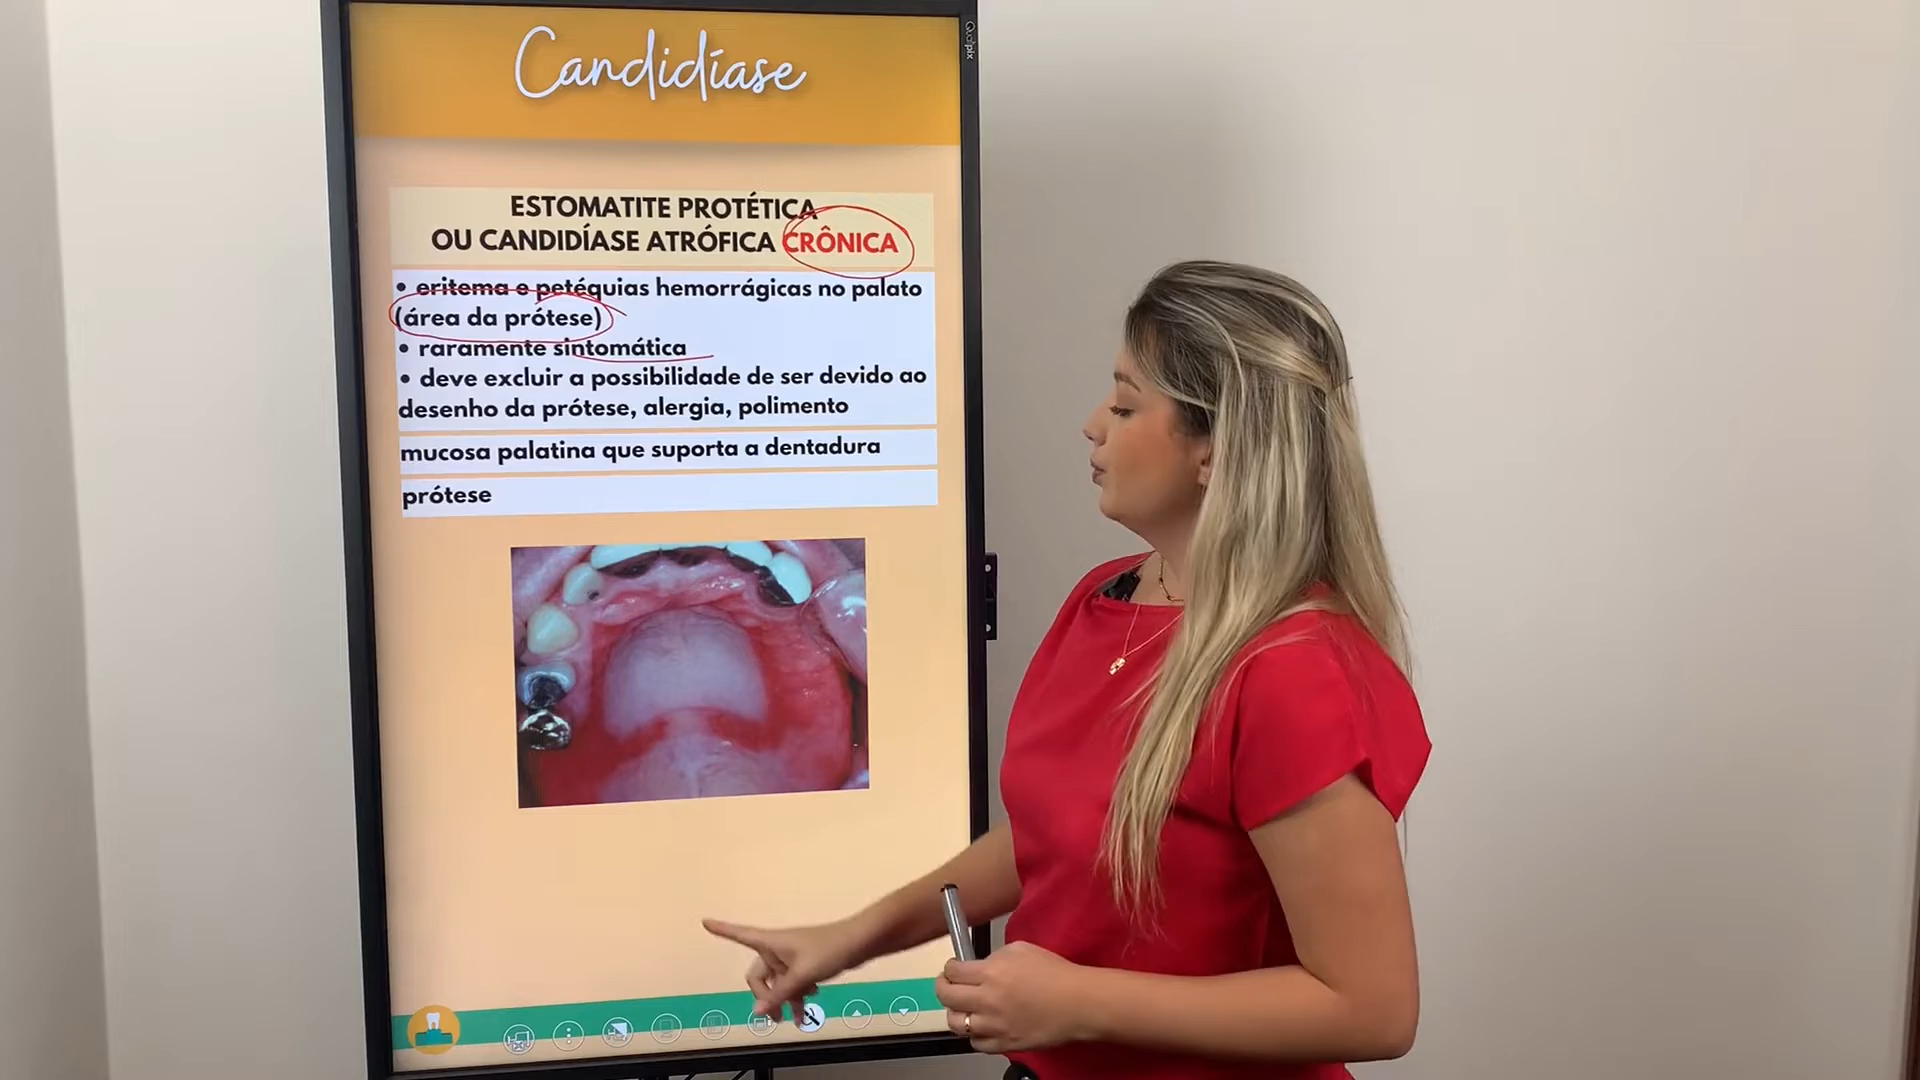 Candidíase
Qualpix
ESTOMATITE PROTÉTICA
OU CANDIDÍASE ATRÓFICA CRÔNICA
• eritema e petéquias hemorrágicas no palato
(área da prótese)
• raramente sintomática
• deve excluir a possibilidade de ser devido ao
desenho da prótese, alergia, polimento
mucosa palatina que suporta a dentadura
prótese